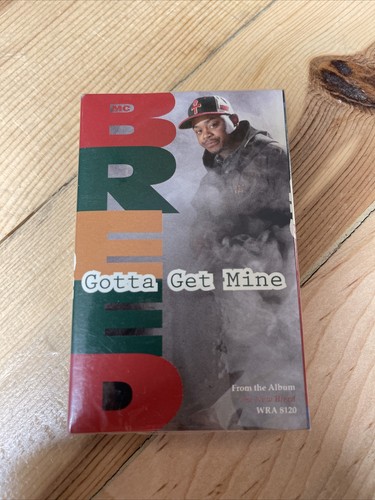 MC
BREED
Gotta Get Mine
From the Album
WRA 8120